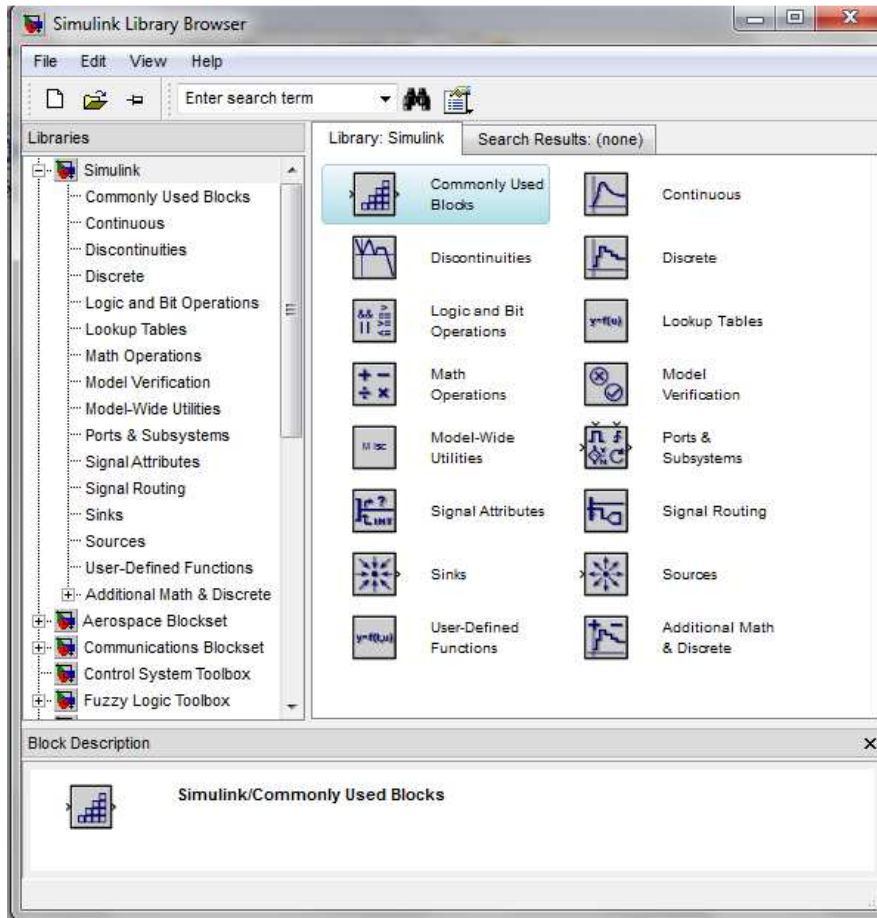 Simulink Library Browser
File Edit View Help
Enter search term
Libraries
Library: Simulink
Search Results: (none)
Simulink
Commonly Used Blocks
Continuous
Discontinuities
Discrete
Logic and Bit Operations
Lookup Tables
Math Operations
Model Verification
Model-Wide Utilities
Ports & Subsystems
Signal Attributes
Signal Routing
Sinks
Sources
User-Defined Functions
Additional Math & Discrete
Aerospace Blockset
Communications Blockset
Control System Toolbox
Fuzzy Logic Toolbox
Commonly Used
Blocks
Continuous
Discontinuities
Discrete
&& > ==
|| >= <=
Logic and Bit
Operations
y=f(u)
Lookup Tables
+ −
÷ ×
Math
Operations
Model
Verification
Misc
Model-Wide
Utilities
Ports &
Subsystems
?
INT
Signal Attributes
Signal Routing
Sinks
Sources
y=f(t,u)
User-Defined
Functions
Additional Math
& Discrete
Block Description
Simulink/Commonly Used Blocks